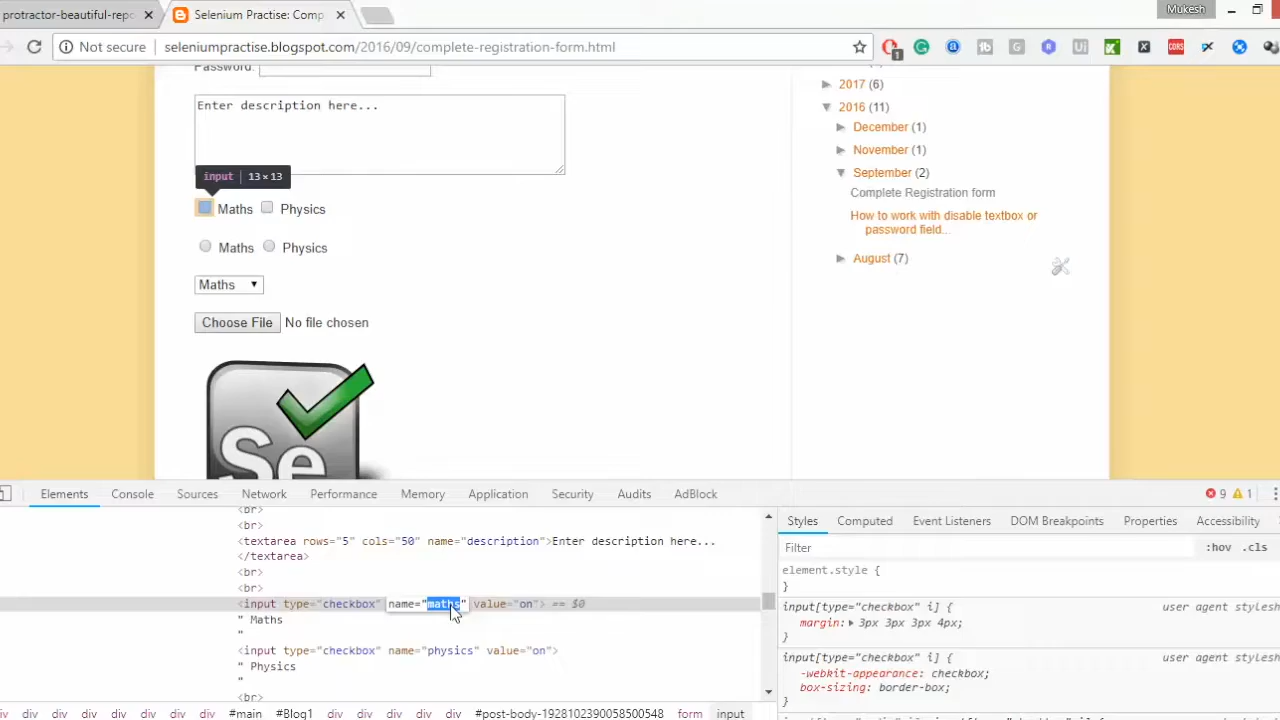 protractor-beautiful-repo
Selenium Practise: Comp
Mukesh
Not secure
seleniumpractise.blogspot.com/2016/09/complete-registration-form.html
1
CORS
Password:
Enter description here...
input | 13×13
Maths Physics
Maths Physics
Maths
Choose File No file chosen
Se
2017 (6)
2016 (11)
December (1)
November (1)
September (2)
Complete Registration form
How to work with disable textbox or
password field...
August (7)
Elements Console Sources Network Performance Memory Application Security Audits AdBlock 9 1
<br>
<br>
<textarea rows="5" cols="50" name="description">Enter description here...
</textarea>
<br>
<br>
<input type="checkbox" name="maths" value="on"> == $0
" Maths
"
<input type="checkbox" name="physics" value="on">
" Physics
"
<br>
div div div div div div #main #Blog1 div div div div #post-body-1928102390058500548 form input
Styles Computed Event Listeners DOM Breakpoints Properties Accessibility
Filter :hov .cls
element.style {
}
input[type="checkbox" i] { user agent stylesh
margin: 3px 3px 3px 4px;
}
input[type="checkbox" i] { user agent stylesh
-webkit-appearance: checkbox;
box-sizing: border-box;
}